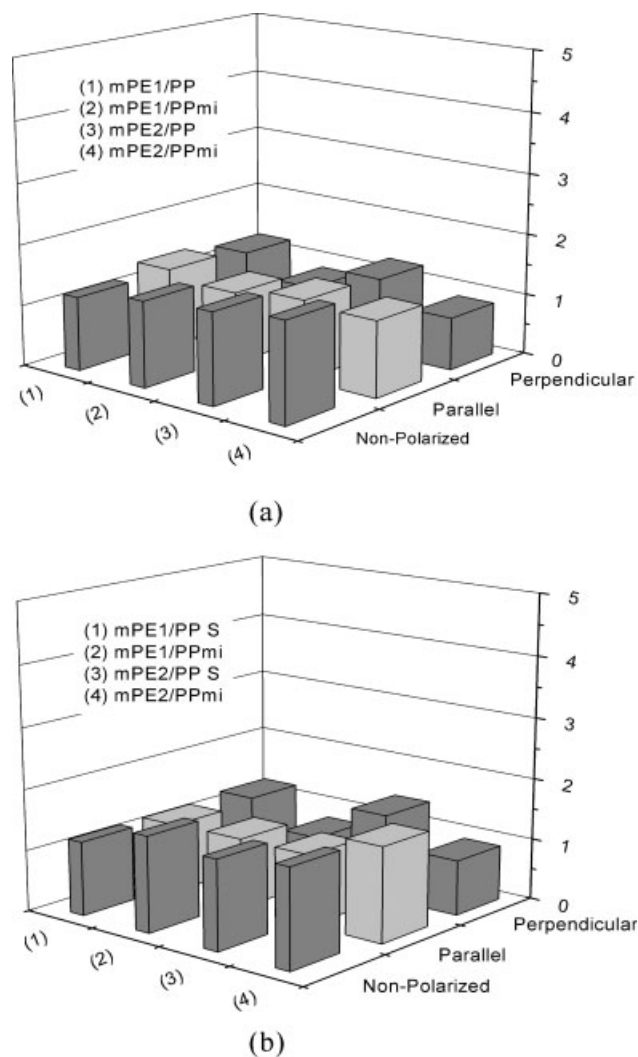 (1) mPE1/PP
(2) mPE1/PPmi
(3) mPE2/PP
(4) mPE2/PPmi
5
4
3
2
1
0
Perpendicular
Parallel
Non-Polarized
(1)
(2)
(3)
(4)
(a)
(1) mPE1/PP S
(2) mPE1/PPmi
(3) mPE2/PP S
(4) mPE2/PPmi
5
4
3
2
1
0
Perpendicular
Parallel
Non-Polarized
(1)
(2)
(3)
(4)
(b)